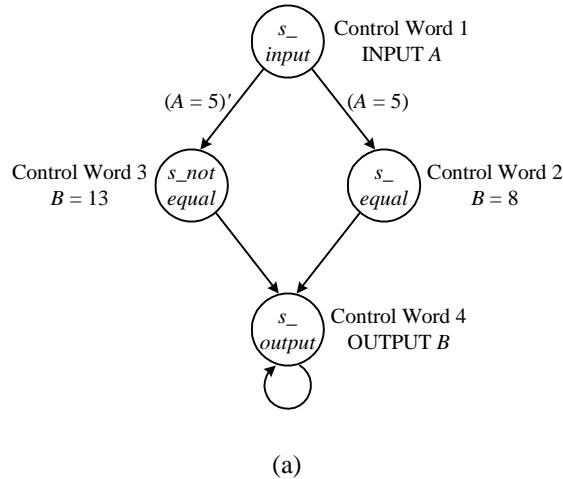 s_
input
Control Word 1
INPUT A
(A = 5)'
(A = 5)
Control Word 3
B = 13
s_not
equal
s_
equal
Control Word 2
B = 8
s_
output
Control Word 4
OUTPUT B
(a)